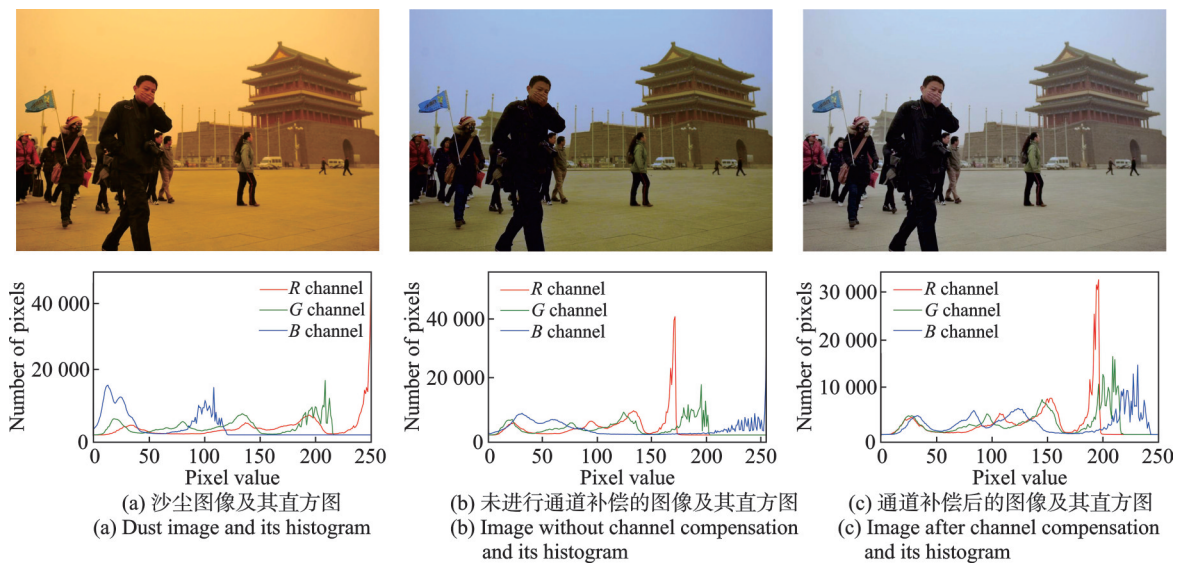 Number of pixels
40 000
20 000
0
R channel
G channel
B channel
0 50 100 150 200 250
Pixel value
(a) 沙尘图像及其直方图
(a) Dust image and its histogram
Number of pixels
40 000
20 000
0
R channel
G channel
B channel
0 50 100 150 200 250
Pixel value
(b) 未进行通道补偿的图像及其直方图
(b) Image without channel compensation
and its histogram
Number of pixels
30 000
20 000
10 000
0
R channel
G channel
B channel
0 50 100 150 200 250
Pixel value
(c) 通道补偿后的图像及其直方图
(c) Image after channel compensation
and its histogram